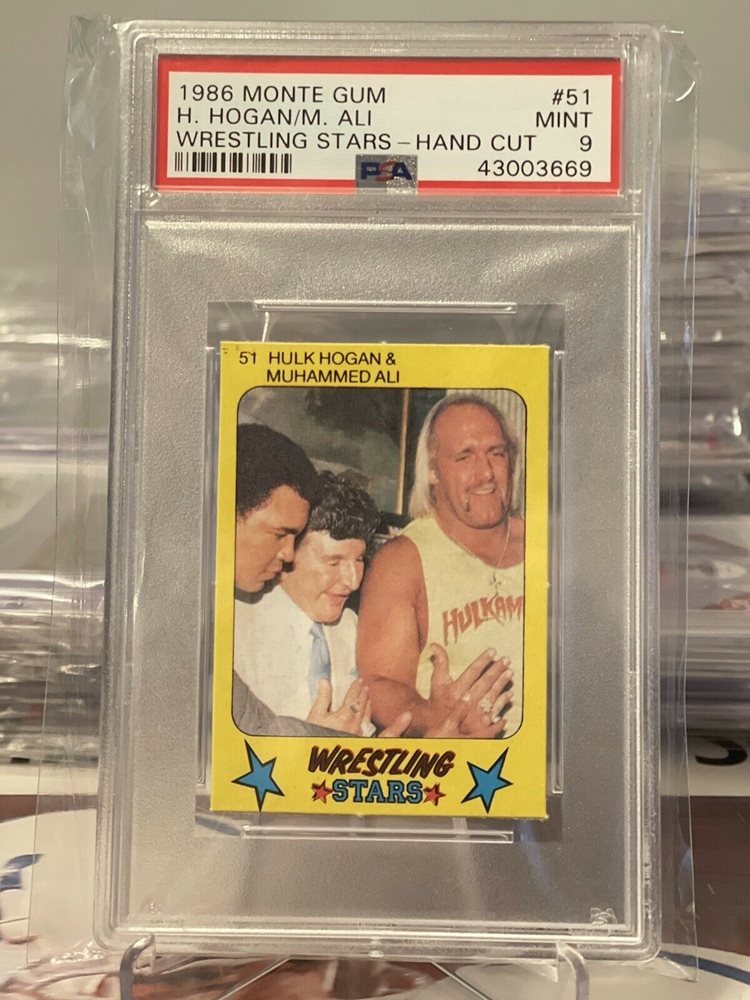 1986 MONTE GUM #51
H. HOGAN/M. ALI MINT
WRESTLING STARS - HAND CUT 9
PSA 43003669
51 HULK HOGAN &
MUHAMMED ALI
HULKAM
WRESTLING
STARS